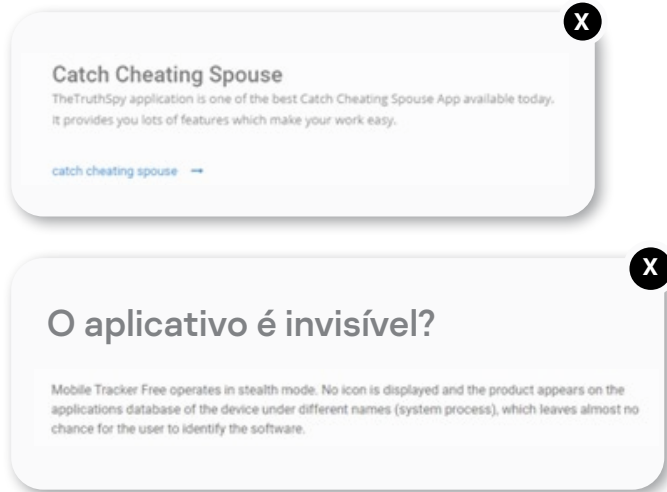 X
Catch Cheating Spouse
TheTruthSpy application is one of the best Catch Cheating Spouse App available today.
It provides you lots of features which make your work easy.
catch cheating spouse →
X
O aplicativo é invisível?
Mobile Tracker Free operates in stealth mode. No icon is displayed and the product appears on the
applications database of the device under different names (system process), which leaves almost no
chance for the user to identify the software.